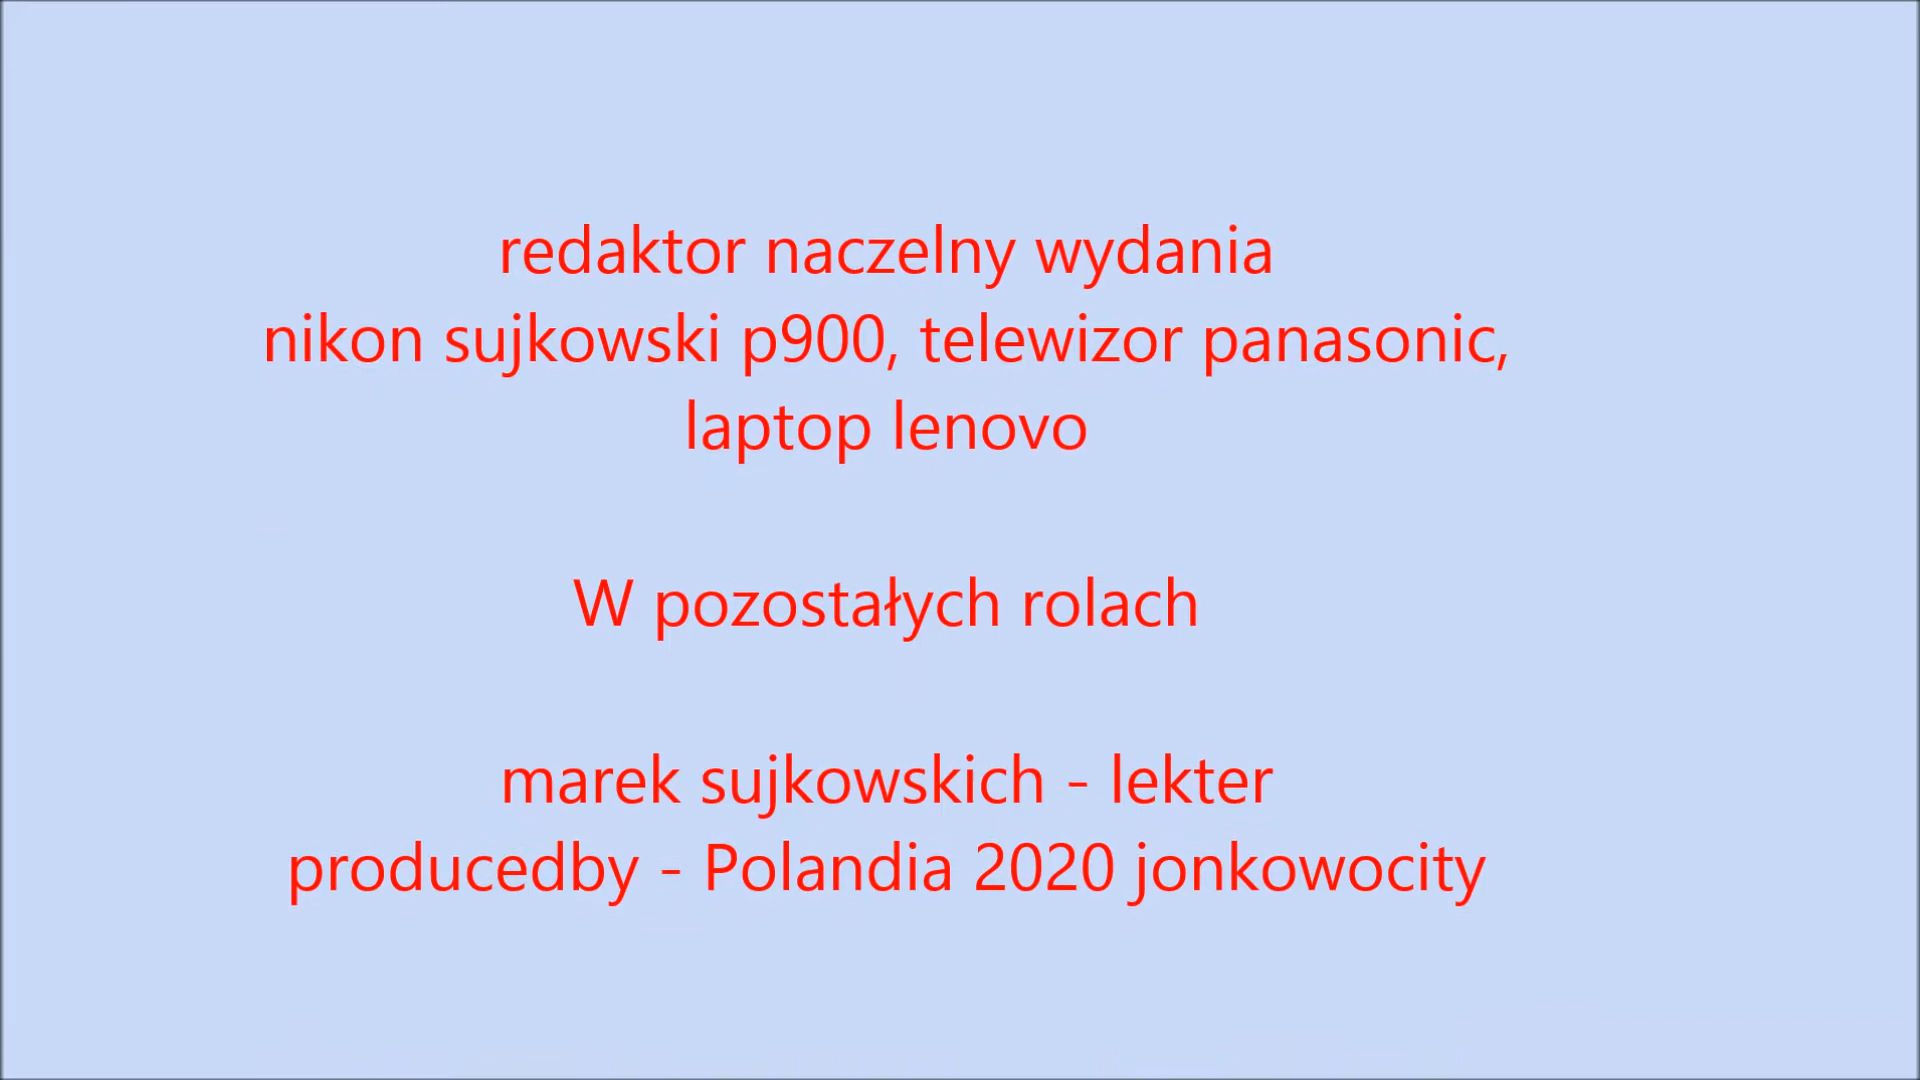 redaktor naczelny wydania
nikon sujkowski p900, telewizor panasonic,
laptop lenovo
W pozostałych rolach
marek sujkowskich - lekter
producedby - Polandia 2020 jonkowocity